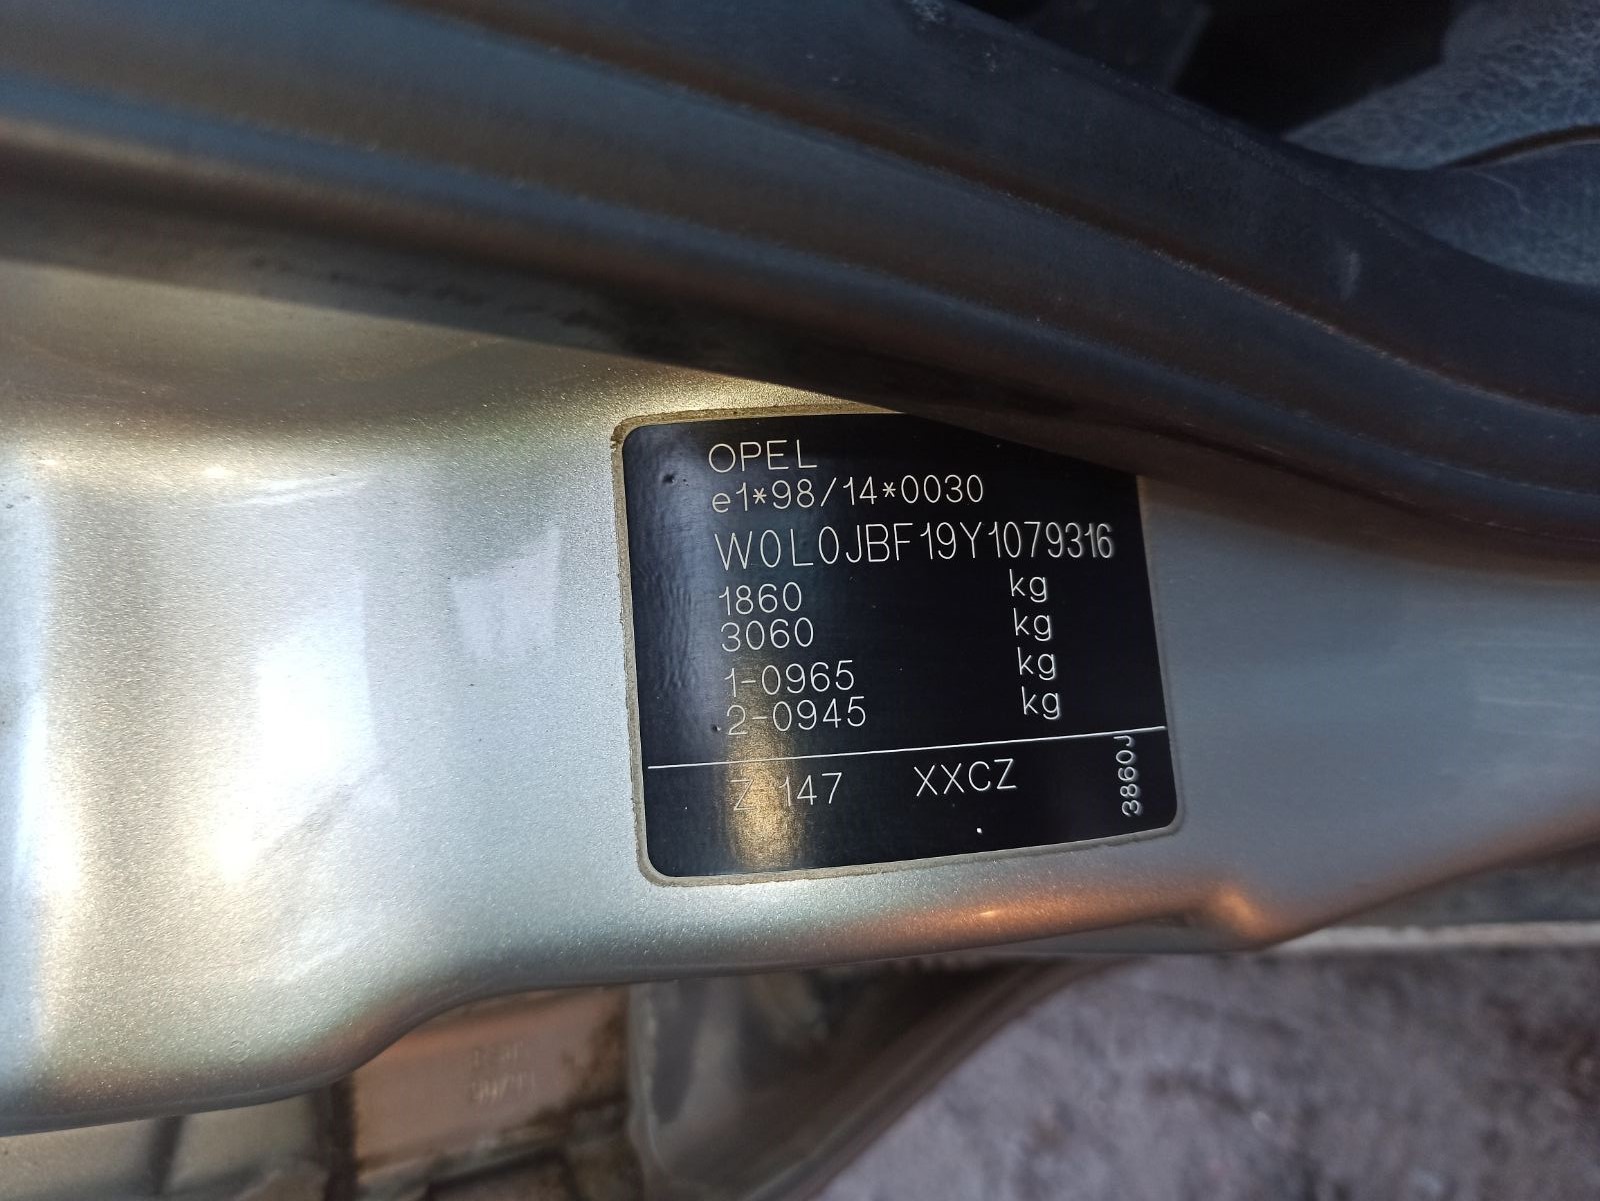 OPEL
e1*98/14*0030
W0L0JBF19Y1079316
1860 kg
3060 kg
1-0965 kg
2-0945 kg
Z 147 XXCZ
3860J